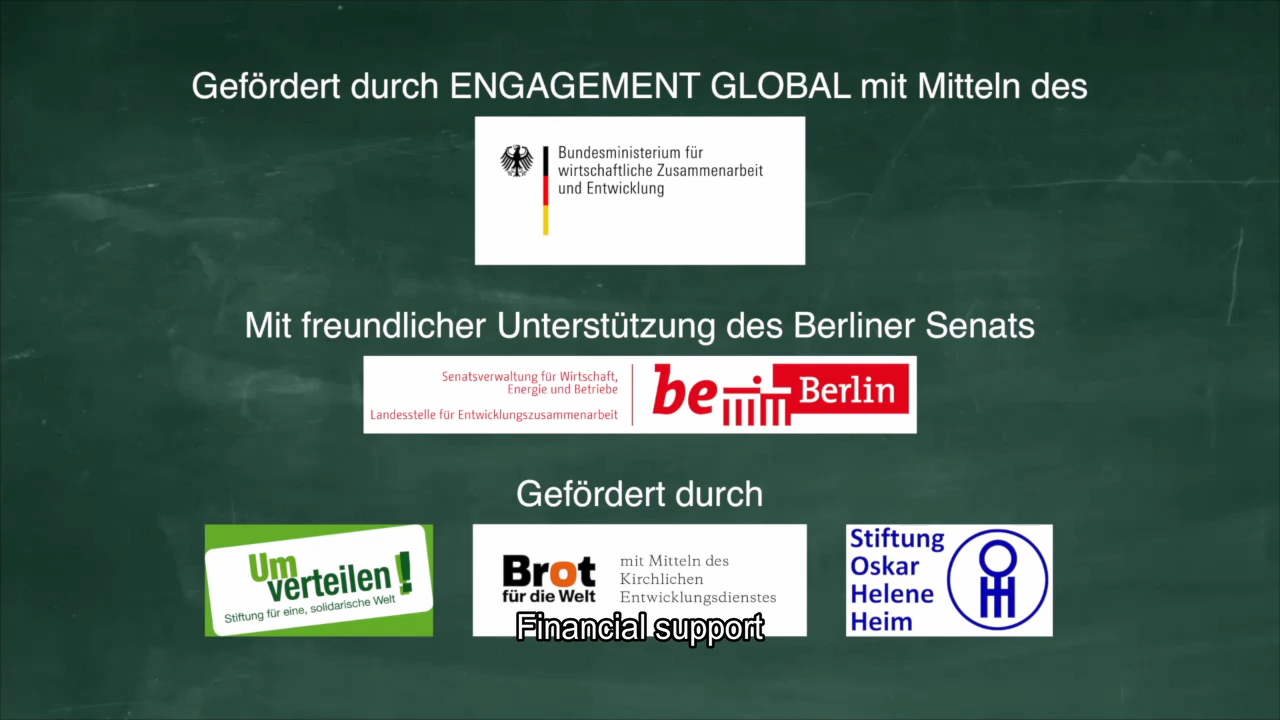 Gefördert durch ENGAGEMENT GLOBAL mit Mitteln des
Bundesministerium für
wirtschaftliche Zusammenarbeit
und Entwicklung
Mit freundlicher Unterstützung des Berliner Senats
Senatsverwaltung für Wirtschaft,
Energie und Betriebe
Landesstelle für Entwicklungszusammenarbeit
be Berlin
Gefördert durch
Um
verteilen!
Stiftung für eine, solidarische Welt
Brot
für die Welt
mit Mitteln des
Kirchlichen
Entwicklungsdienstes
Stiftung
Oskar
Helene
Heim
Financial support